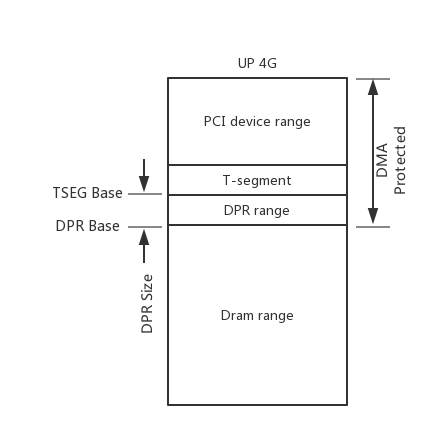 UP 4G
PCI device range
T-segment
TSEG Base
DPR range
DPR Base
DPR Size
Dram range
DMA
Protected